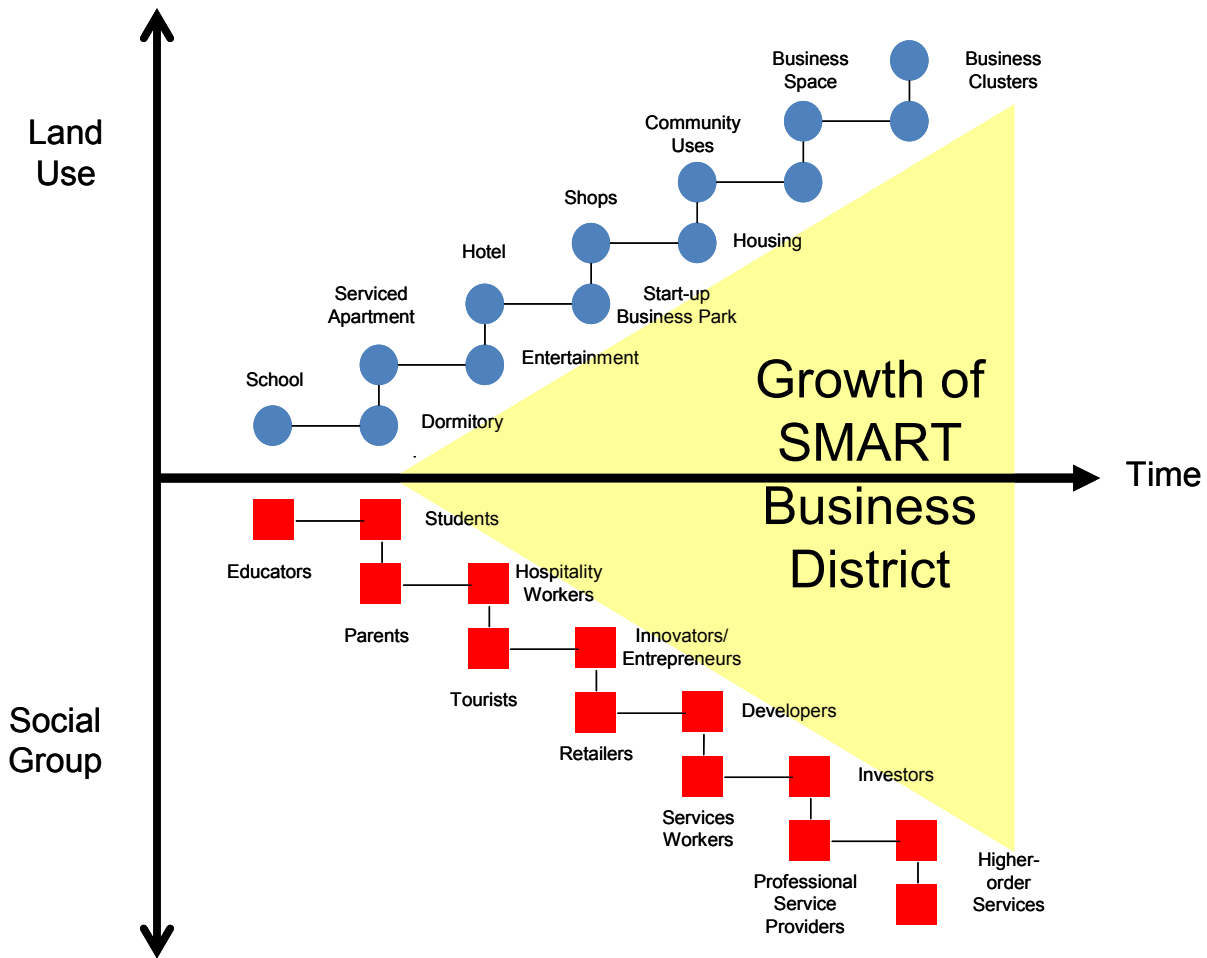 Business
Space
Business
Clusters
Land
Use
Community
Uses
Shops
Housing
Hotel
Serviced
Apartment
Start-up
Business Park
Entertainment
School
Dormitory
Growth of
SMART
Business
District
Time
Students
Educators
Hospitality
Workers
Parents
Innovators/
Entrepreneurs
Tourists
Social
Group
Developers
Retailers
Investors
Services
Workers
Professional
Service
Providers
Higher-
order
Services